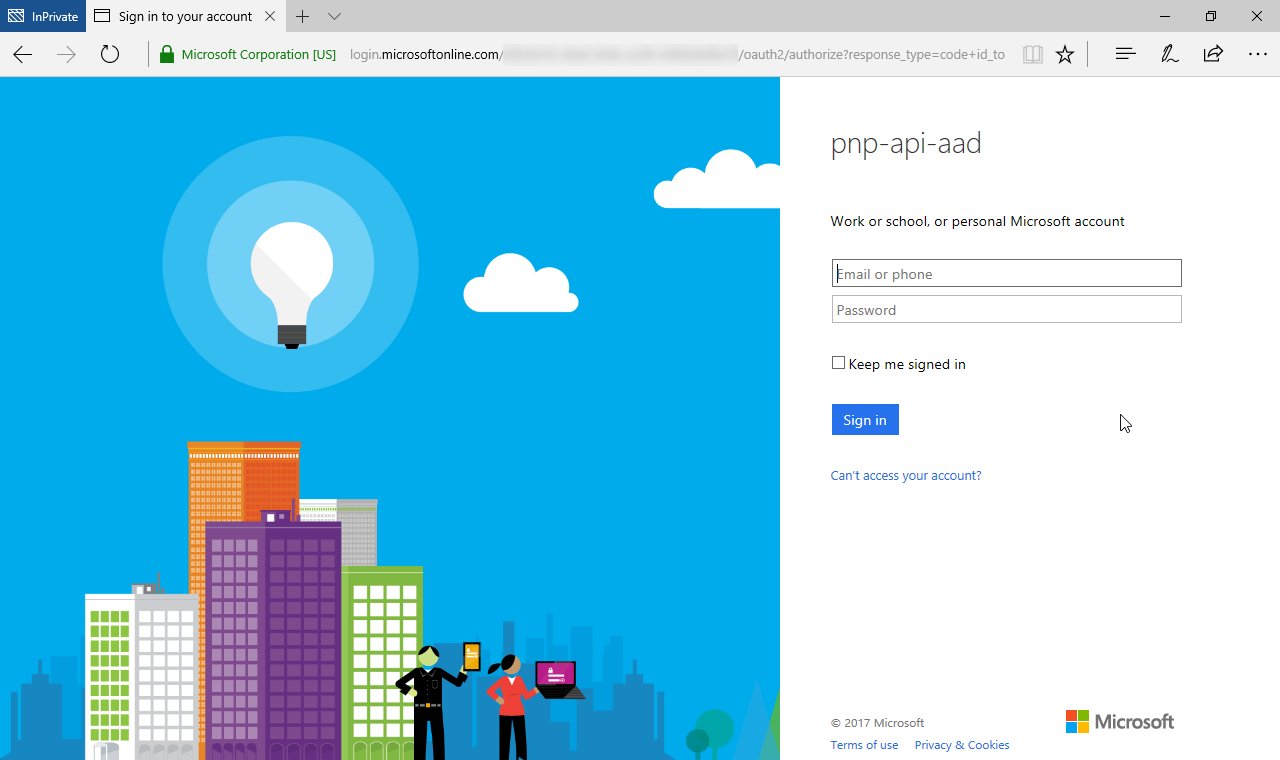 InPrivate
Sign in to your account
Microsoft Corporation [US]
login.microsoftonline.com/
/oauth2/authorize?response_type=code+id_to
pnp-api-aad
Work or school, or personal Microsoft account
Email or phone
Password
Keep me signed in
Sign in
Can't access your account?
© 2017 Microsoft
Microsoft
Terms of use
Privacy & Cookies